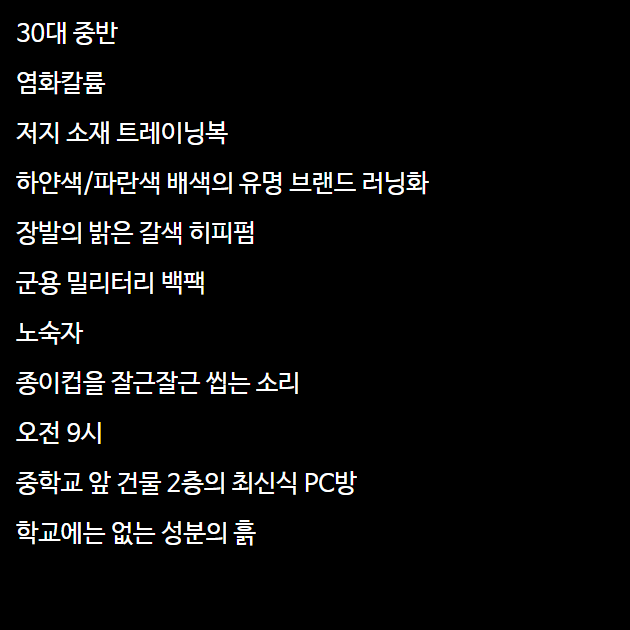 30대 중반
염화칼륨
저지 소재 트레이닝복
하얀색/파란색 배색의 유명 브랜드 러닝화
장발의 밝은 갈색 히피펌
군용 밀리터리 백팩
노숙자
종이컵을 잘근잘근 씹는 소리
오전 9시
중학교 앞 건물 2층의 최신식 PC방
학교에는 없는 성분의 흙